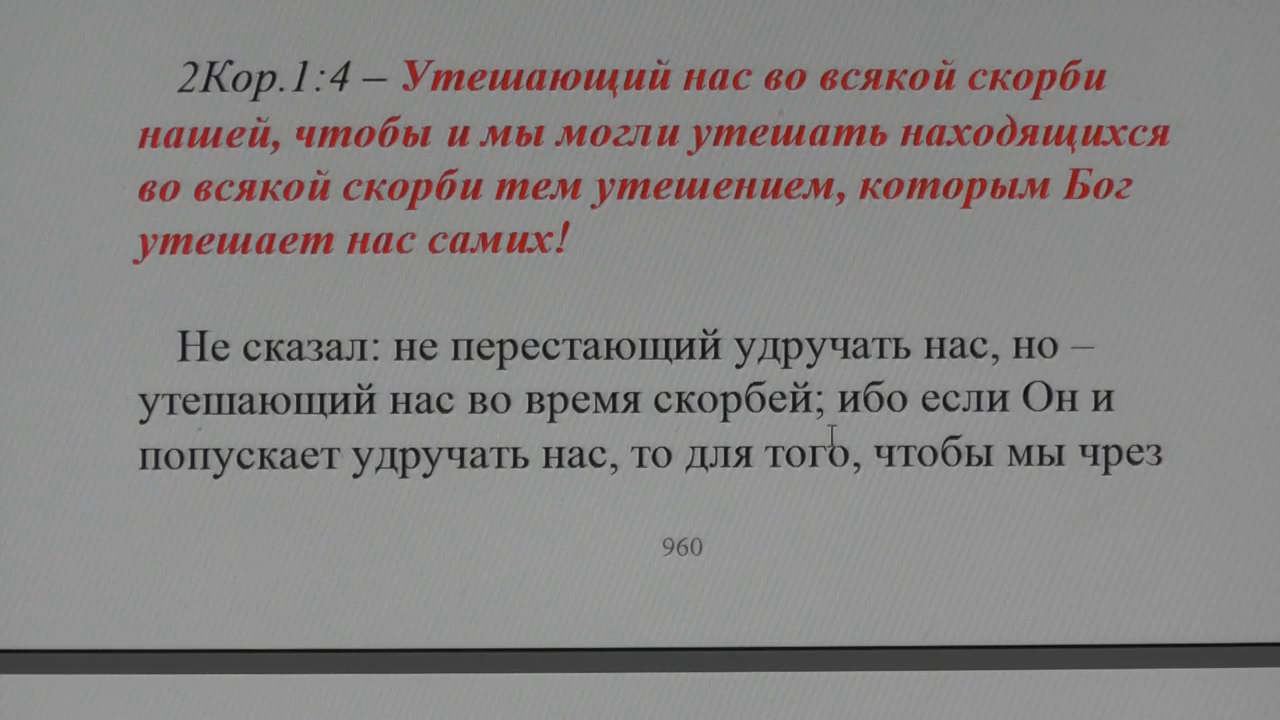 2Кор.1:4 – Утешающий нас во всякой скорби
нашей, чтобы и мы могли утешать находящихся
во всякой скорби тем утешением, которым Бог
утешает нас самих!
Не сказал: не перестающий удручать нас, но –
утешающий нас во время скорбей; ибо если Он и
попускает удручать нас, то для того, чтобы мы чрез
960